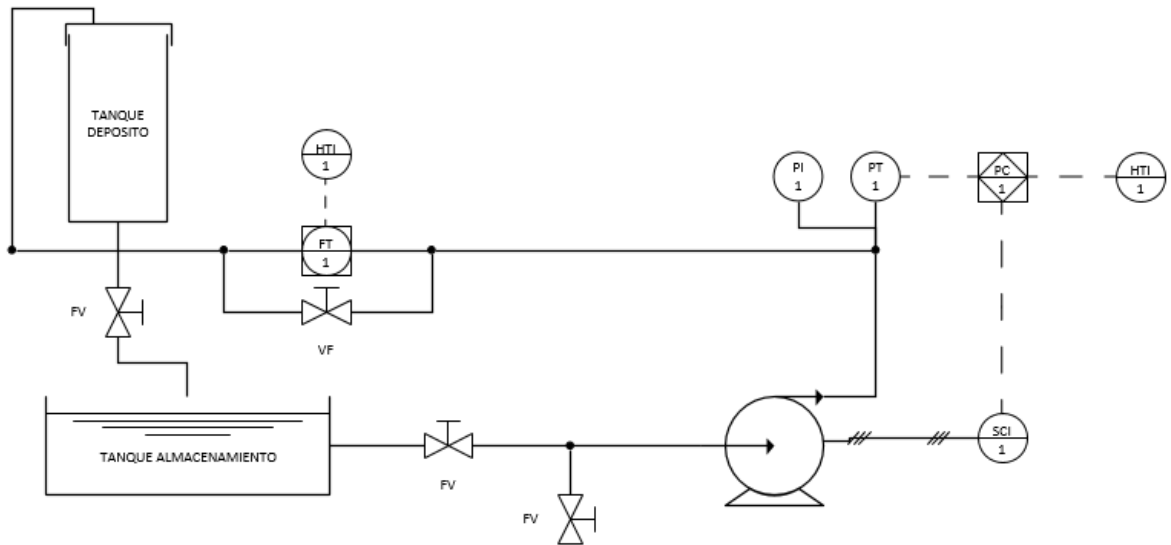 TANQUE
DEPOSITO
HTI
1
PI
1
PT
1
PC
1
HTI
1
FT
1
FV
VF
SCI
1
TANQUE ALMACENAMIENTO
FV
FV